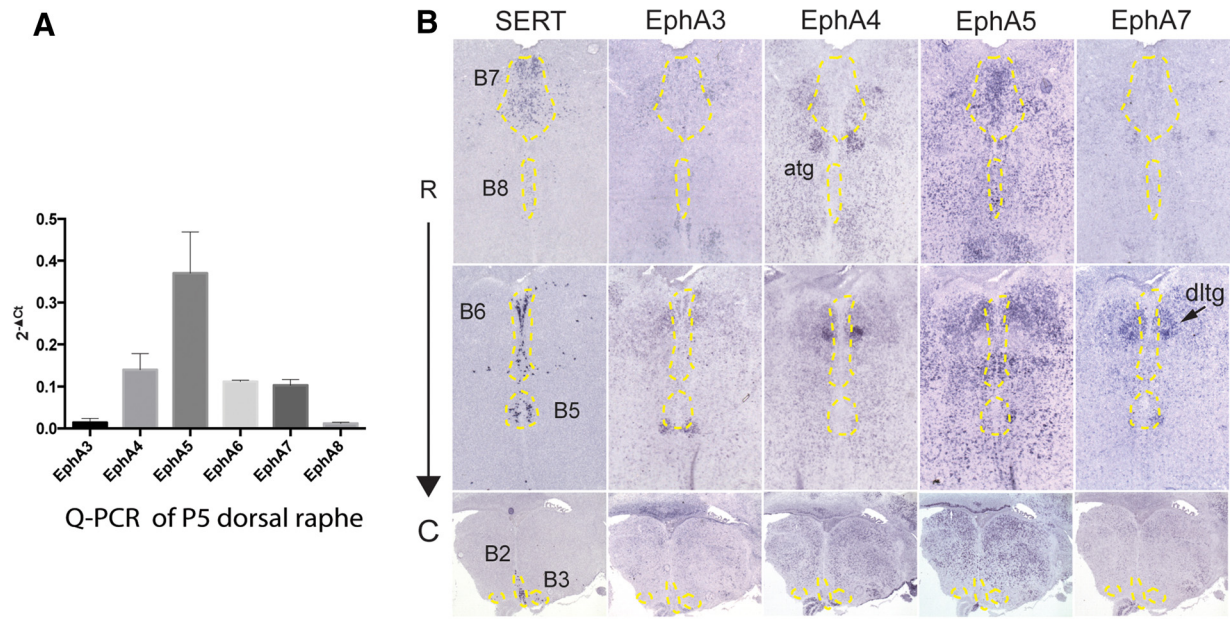 A
0.5
0.4
0.3
0.2
0.1
0.0
2-ΔCt
EphA3
EphA4
EphA5
EphA6
EphA7
EphA8
Q-PCR of P5 dorsal raphe
B
SERT EphA3 EphA4 EphA5 EphA7
B7
B8
atg
R
B6
B5
dltg
C
B2
B3